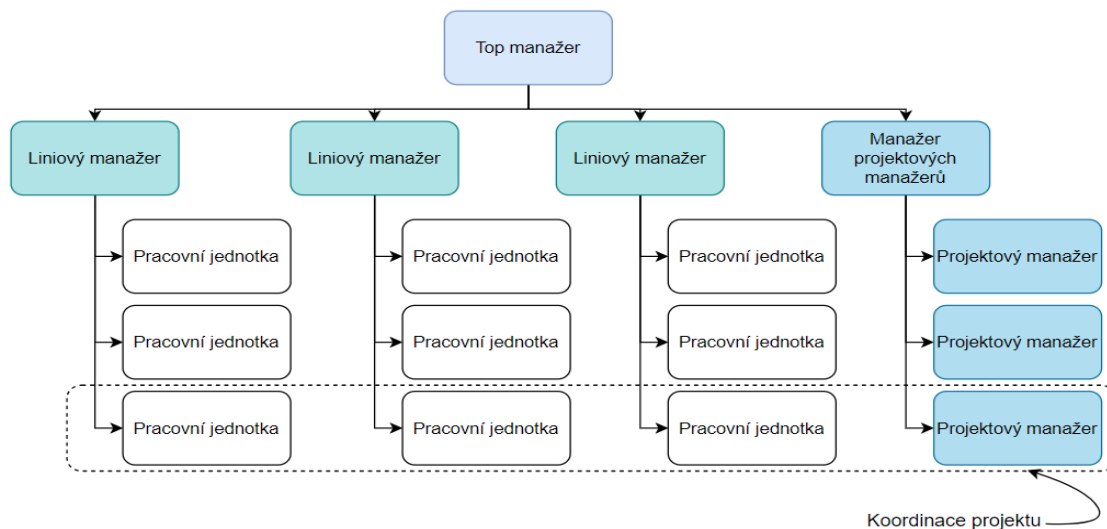 Top manažer
Liniový manažer
Liniový manažer
Liniový manažer
Manažer
projektových
manažerů
Pracovní jednotka
Pracovní jednotka
Pracovní jednotka
Projektový manažer
Pracovní jednotka
Pracovní jednotka
Pracovní jednotka
Projektový manažer
Pracovní jednotka
Pracovní jednotka
Pracovní jednotka
Projektový manažer
Koordinace projektu